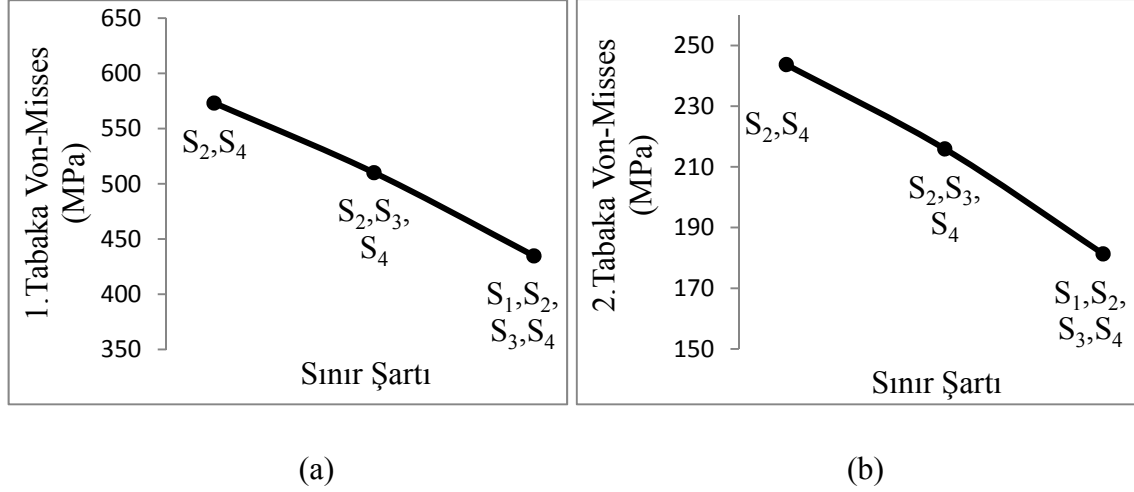 1.Tabaka Von-Misses
(MPa)
650
600
550
500
450
400
350
S₂,S₄
S₂,S₃,
S₄
S₁,S₂,
S₃,S₄
Sınır Şartı
2.Tabaka Von-Misses
(MPa)
250
230
210
190
170
150
S₂,S₄
S₂,S₃,
S₄
S₁,S₂,
S₃,S₄
Sınır Şartı
(a)
(b)